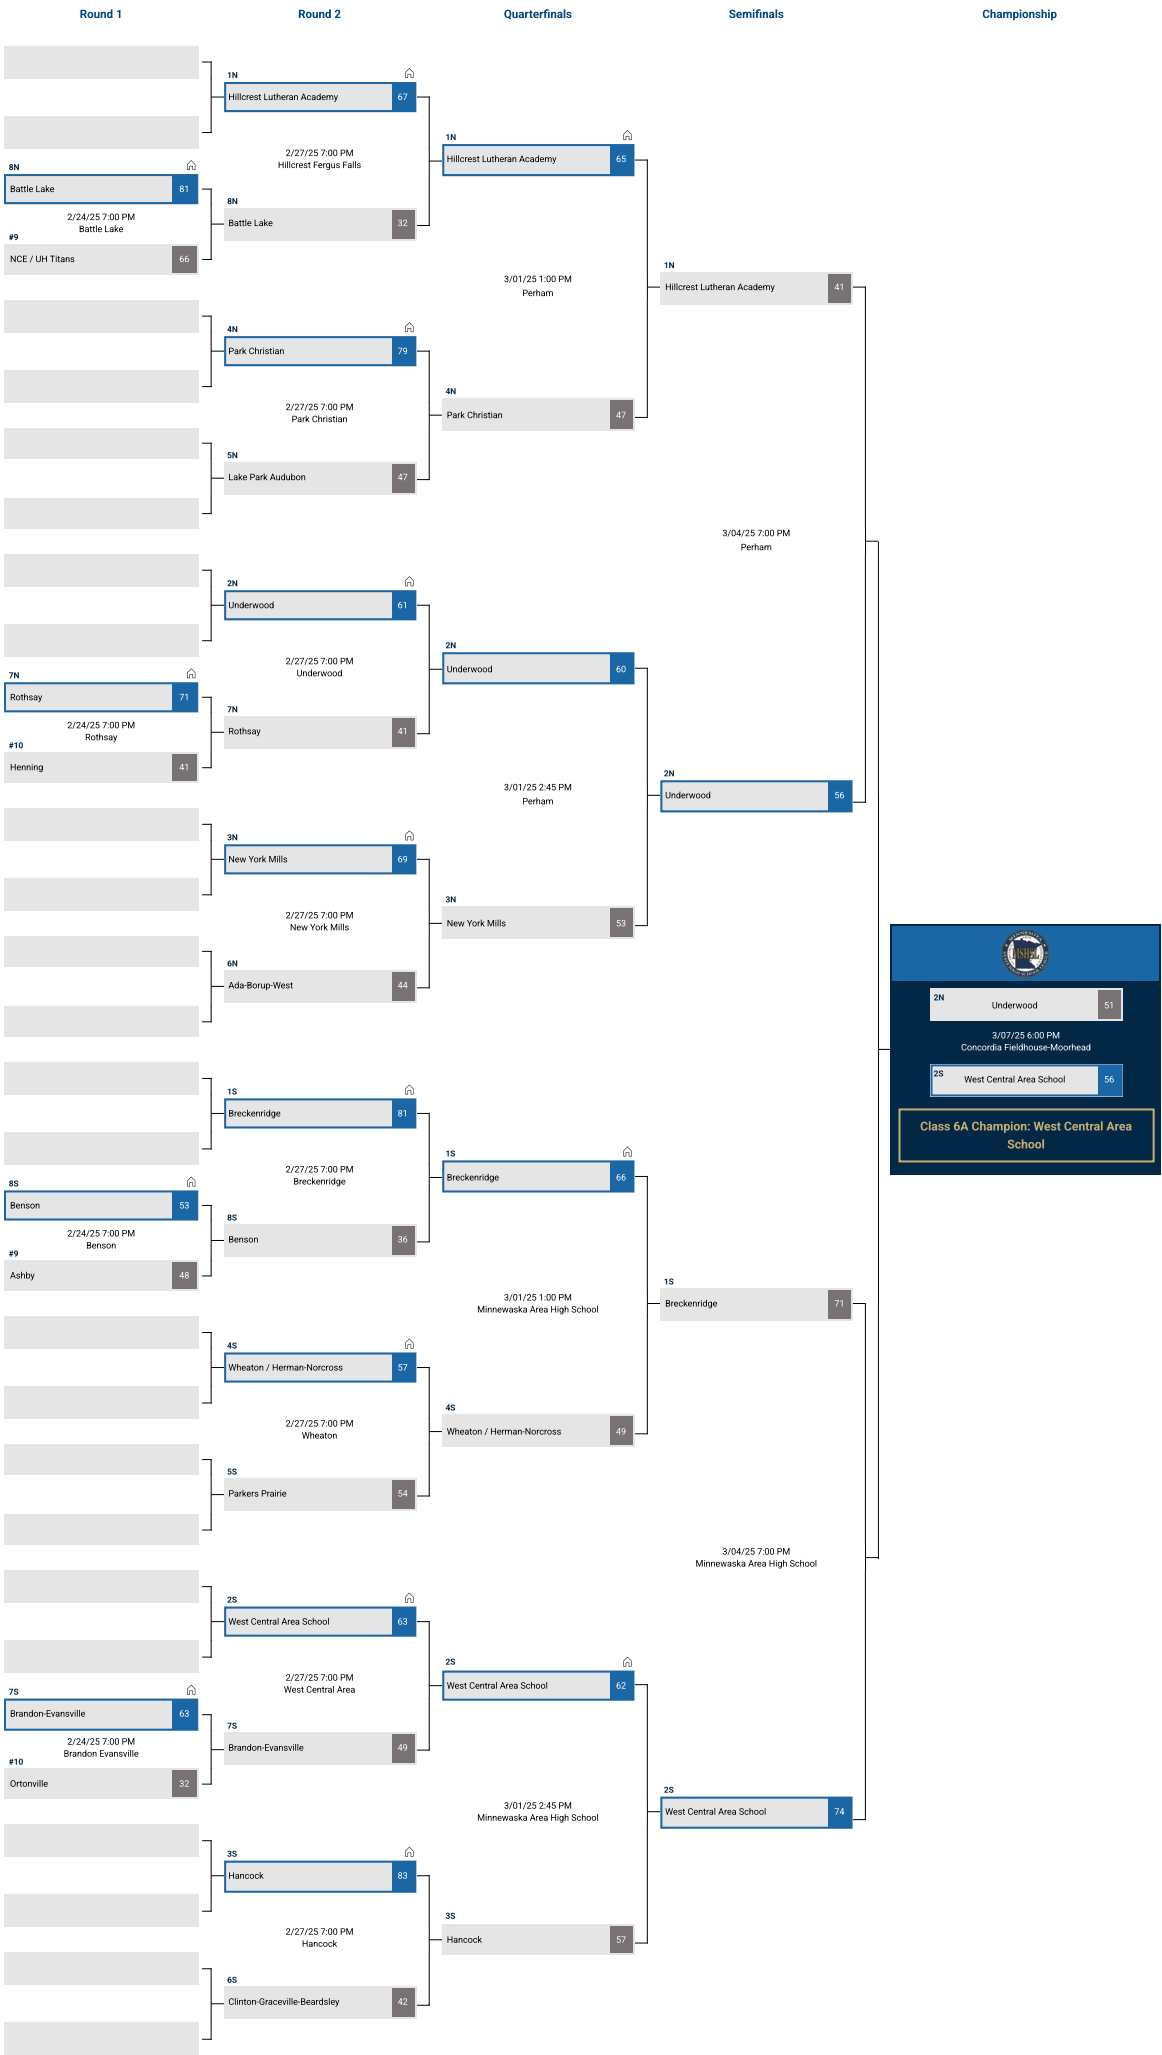 Round 1
Round 2
Quarterfinals
Semifinals
Championship
1N
Hillcrest Lutheran Academy 67
2/27/25 7:00 PM
Hillcrest Fergus Falls
8N
Battle Lake 32
8N
Battle Lake 81
2/24/25 7:00 PM
Battle Lake
#9
NCE / UH Titans 66
4N
Park Christian 79
2/27/25 7:00 PM
Park Christian
5N
Lake Park Audubon 47
1N
Hillcrest Lutheran Academy 65
3/01/25 1:00 PM
Perham
4N
Park Christian 47
2N
Underwood 61
2/27/25 7:00 PM
Underwood
7N
Rothsay 41
7N
Rothsay 71
2/24/25 7:00 PM
Rothsay
#10
Henning 41
3N
New York Mills 69
2/27/25 7:00 PM
New York Mills
6N
Ada-Borup-West 44
2N
Underwood 60
3/01/25 2:45 PM
Perham
3N
New York Mills 53
1N
Hillcrest Lutheran Academy 41
3/04/25 7:00 PM
Perham
2N
Underwood 56
1S
Breckenridge 81
2/27/25 7:00 PM
Breckenridge
8S
Benson 36
8S
Benson 53
2/24/25 7:00 PM
Benson
#9
Ashby 48
4S
Wheaton / Herman-Norcross 57
2/27/25 7:00 PM
Wheaton
5S
Parkers Prairie 54
1S
Breckenridge 66
3/01/25 1:00 PM
Minnewaska Area High School
4S
Wheaton / Herman-Norcross 49
2S
West Central Area School 63
2/27/25 7:00 PM
West Central Area
7S
Brandon-Evansville 49
7S
Brandon-Evansville 63
2/24/25 7:00 PM
Brandon Evansville
#10
Ortonville 32
3S
Hancock 83
2/27/25 7:00 PM
Hancock
6S
Clinton-Graceville-Beardsley 42
2S
West Central Area School 62
3/01/25 2:45 PM
Minnewaska Area High School
3S
Hancock 57
1S
Breckenridge 71
3/04/25 7:00 PM
Minnewaska Area High School
2S
West Central Area School 74
MSHSL
2N
Underwood 51
3/07/25 6:00 PM
Concordia Fieldhouse-Moorhead
2S
West Central Area School 56
Class 6A Champion: West Central Area
School